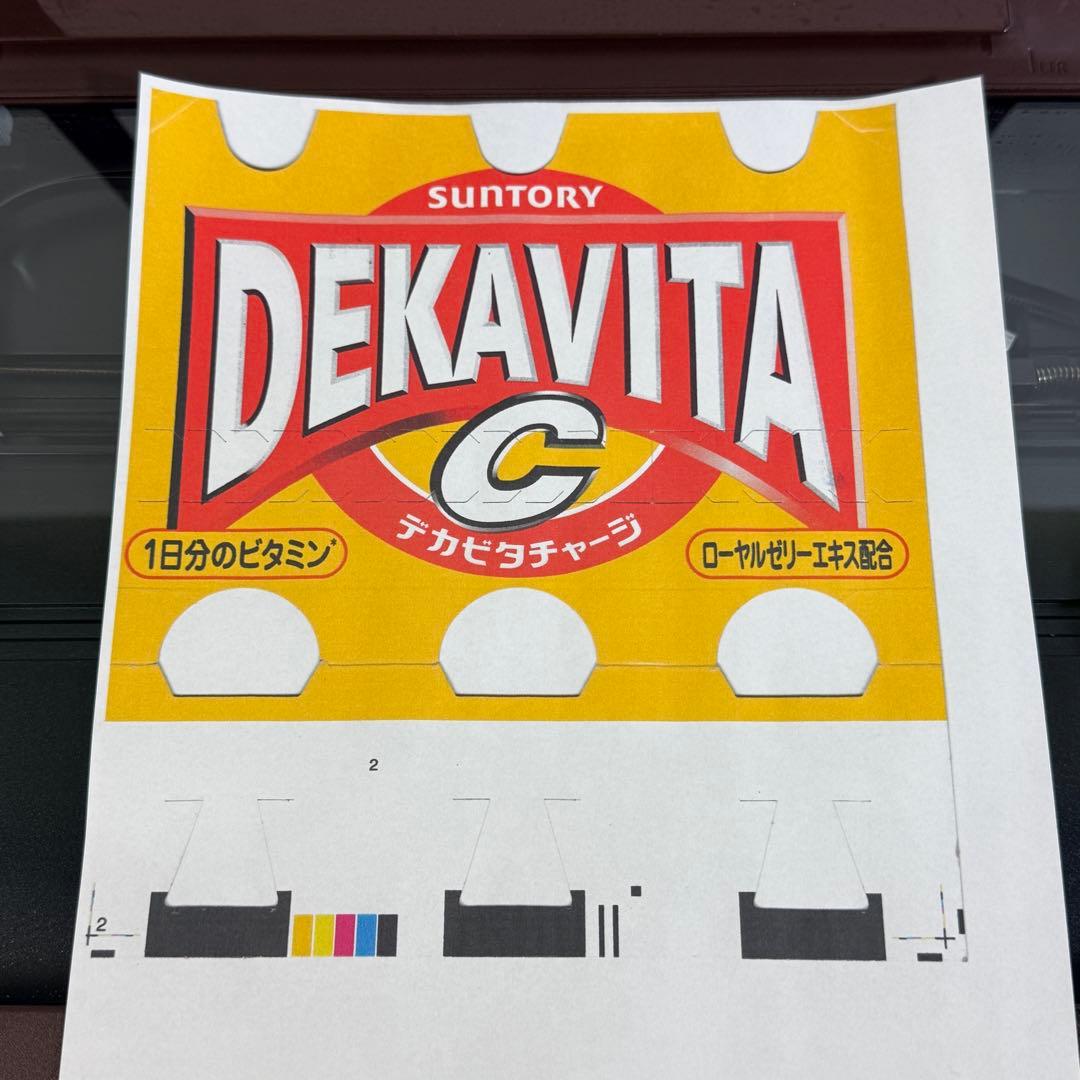 SUNTORY
DEKAVITA
C
デカビタチャージ
1日分のビタミン*
ローヤルゼリーエキス配合
2
2